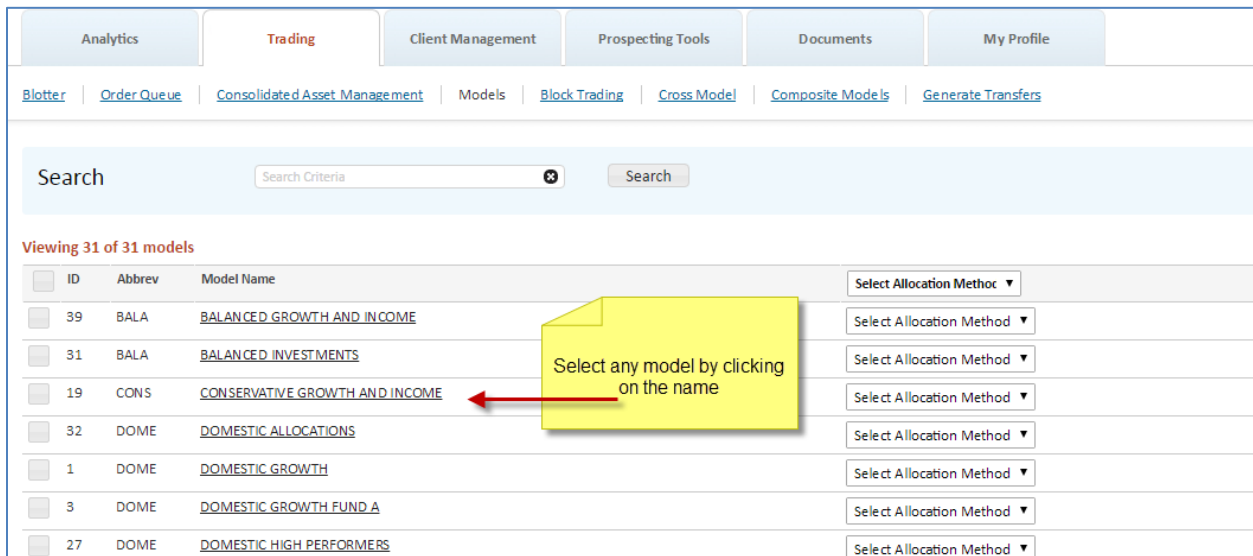 Analytics Trading Client Management Prospecting Tools Documents My Profile
Blotter Order Queue Consolidated Asset Management Models Block Trading Cross Model Composite Models Generate Transfers
Search Search Criteria Search
Viewing 31 of 31 models
ID Abbrev Model Name Select Allocation Methoc
39 BALA BALANCED GROWTH AND INCOME Select Allocation Method
31 BALA BALANCED INVESTMENTS Select Allocation Method
Select any model by clicking
on the name
19 CONS CONSERVATIVE GROWTH AND INCOME Select Allocation Method
32 DOME DOMESTIC ALLOCATIONS Select Allocation Method
1 DOME DOMESTIC GROWTH Select Allocation Method
3 DOME DOMESTIC GROWTH FUND A Select Allocation Method
27 DOME DOMESTIC HIGH PERFORMERS Select Allocation Method